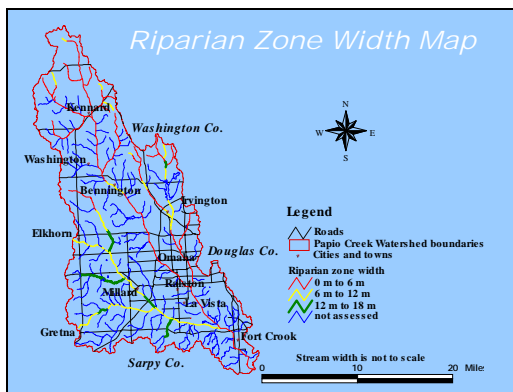 Riparian Zone Width Map
Kennard
Washington Co.
Washington
Bennington
Irvington
Elkhorn
Douglas Co.
Omaha
Ralston
Millard
La Vista
Gretna
Fort Crook
Sarpy Co.
N
W E
S
Legend
Roads
Papio Creek Watershed boundaries
Cities and towns
Riparian zone width
0 m to 6 m
6 m to 12 m
12 m to 18 m
not assessed
Stream width is not to scale
0 10 20 Miles